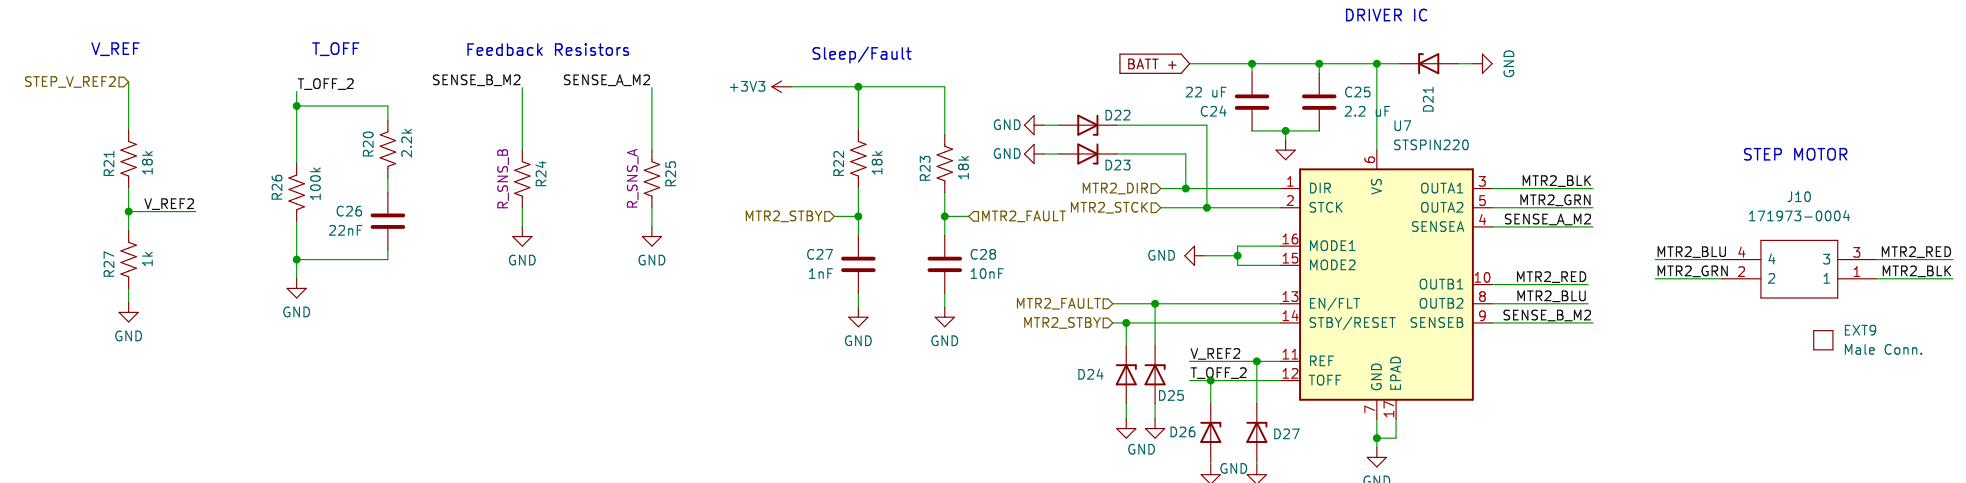 V_REF
STEP_V_REF2
R21
18k
V_REF2
R27
1k
GND
T_OFF
T_OFF_2
R26
100k
R20
2.2k
C26
22nF
GND
Feedback Resistors
SENSE_B_M2
R_SNS_B
R24
GND
SENSE_A_M2
R_SNS_A
R25
GND
Sleep/Fault
+3V3
R22
18k
R23
18k
MTR2_STBY
MTR2_FAULT
C27
1nF
C28
10nF
GND
GND
DRIVER IC
BATT +
22 uF
C24
C25
2.2 uF
D21
GND
GND
D22
GND
D23
U7
STSPIN220
MTR2_DIR
MTR2_STCK
GND
MTR2_FAULT
MTR2_STBY
V_REF2
T_OFF_2
D24
D25
GND
D26
D27
GND
6
VS
1 DIR
2 STCK
16 MODE1
15 MODE2
13 EN/FLT
14 STBY/RESET
11 REF
12 TOFF
GND
EPAD
7
17
GND
OUTA1 3 MTR2_BLK
OUTA2 5 MTR2_GRN
SENSEA 4 SENSE_A_M2
OUTB1 10 MTR2_RED
OUTB2 8 MTR2_BLU
SENSEB 9 SENSE_B_M2
STEP MOTOR
J10
171973-0004
MTR2_BLU 4 4 3 3 MTR2_RED
MTR2_GRN 2 2 1 1 MTR2_BLK
EXT9
Male Conn.